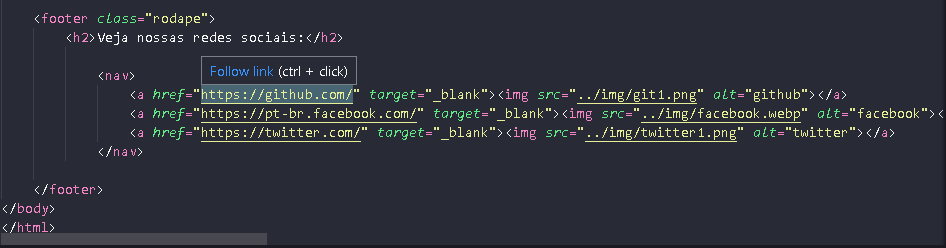 <footer class="rodape">
<h2>Veja nossas redes sociais:</h2>
Follow link (ctrl + click)
<nav>
<a href="https://github.com/" target="_blank"><img src="../img/git1.png" alt="github"></a>
<a href="https://pt-br.facebook.com/" target="_blank"><img src="../img/facebook.webp" alt="facebook"><
<a href="https://twitter.com/" target="_blank"><img src="../img/twitter1.png" alt="twitter"></a>
</nav>
</footer>
</body>
</html>